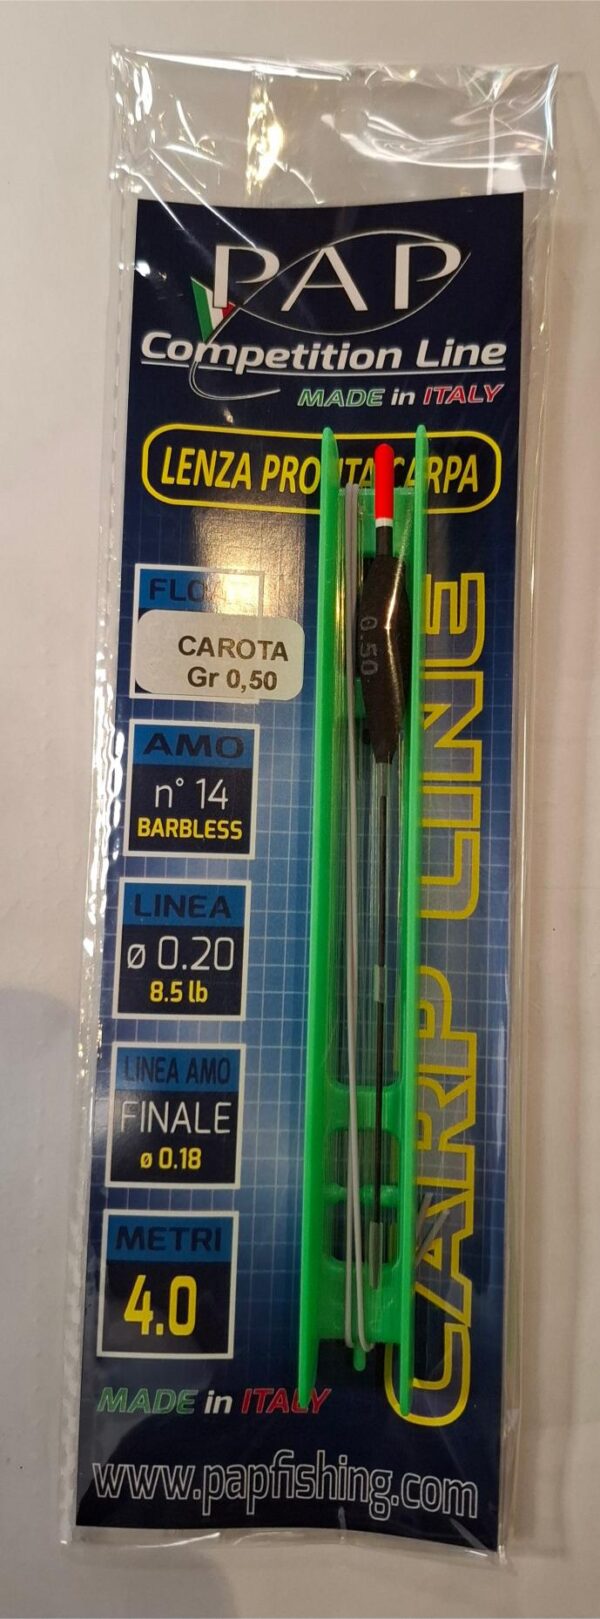 PAP
Competition Line
MADE in ITALY
LENZA PRONTA CARPA
CAROTA
Gr 0,50
0.50
AMO
n° 14
BARBLESS
LINEA
ø 0.20
8.5 lb
LINEA AMO
FINALE
ø 0.18
METRI
4.0
CARP LINE
MADE in ITALY
www.papfishing.com